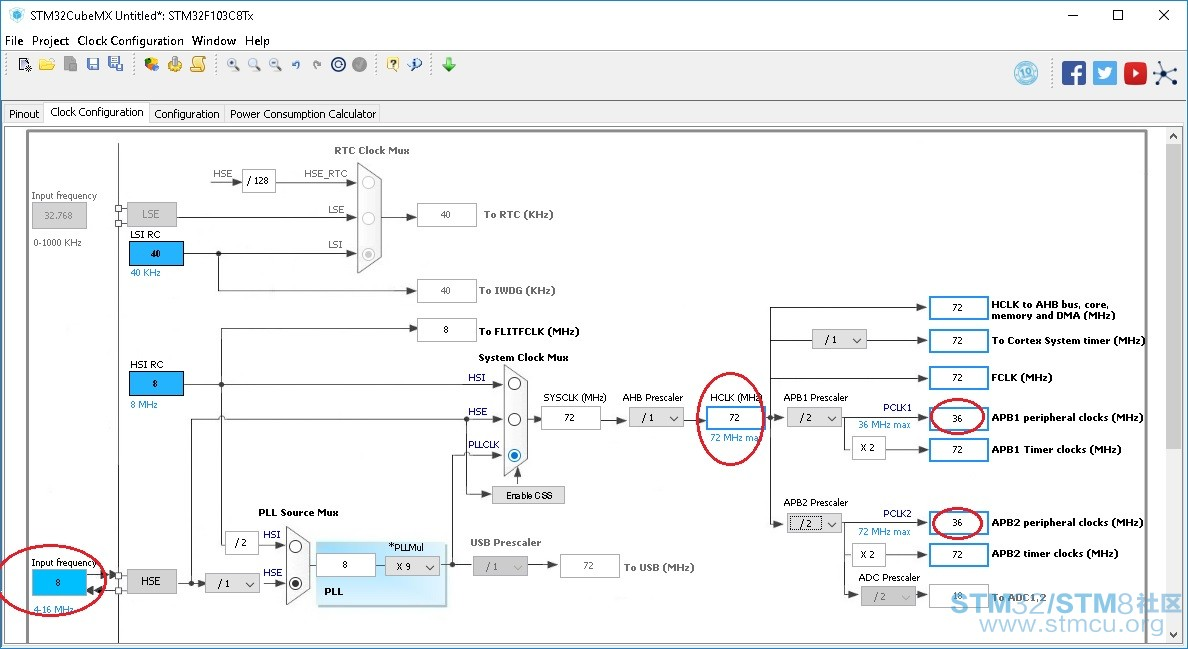 STM32CubeMX Untitled*: STM32F103C8Tx
File Project Clock Configuration Window Help
10
Pinout Clock Configuration Configuration Power Consumption Calculator
RTC Clock Mux
HSE / 128 HSE_RTC
Input frequency
32.768
0-1000 KHz
LSE
LSE
40 To RTC (KHz)
LSI RC
40
40 KHz
LSI
40 To IWDG (KHz)
8 To FLITFCLK (MHz)
HSI RC
8
8 MHz
System Clock Mux
HSI
HSE
PLLCLK
Enable CSS
SYSCLK (MHz)
72
AHB Prescaler
/ 1
HCLK (MHz)
72
72 MHz max
72 HCLK to AHB bus, core,
memory and DMA (MHz)
/ 1 72 To Cortex System timer (MHz)
72 FCLK (MHz)
APB1 Prescaler
/ 2
PCLK1
36 MHz max
36 APB1 peripheral clocks (MHz)
X 2 72 APB1 Timer clocks (MHz)
APB2 Prescaler
/ 2
PCLK2
72 MHz max
36 APB2 peripheral clocks (MHz)
X 2 72 APB2 timer clocks (MHz)
ADC Prescaler
/ 2 18 To ADC1,2
PLL Source Mux
/ 2 HSI
Input frequency
8
4-16 MHz
HSE
/ 1 HSE
8
*PLLMul
X 9
PLL
USB Prescaler
/ 1 72 To USB (MHz)
STM32/STM8社区
www.stmcu.org